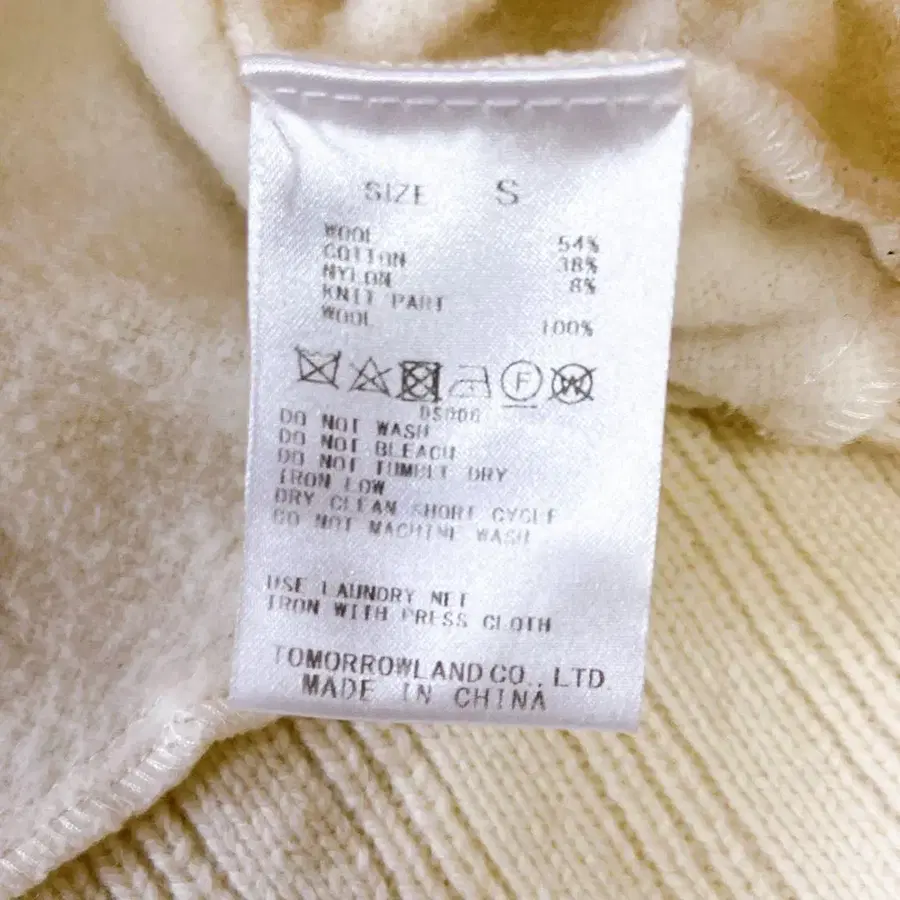 SIZE S
WOOL 54%
COTTON 38%
NYLON 8%
KNIT PART
WOOL 100%
F W
DS006
DO NOT WASH
DO NOT BLEACH
DO NOT TUMBLE DRY
IRON LOW
DRY CLEAN SHORT CYCLE
DO NOT MACHINE WASH
USE LAUNDRY NET
IRON WITH PRESS CLOTH
TOMORROWLAND CO., LTD.
MADE IN CHINA